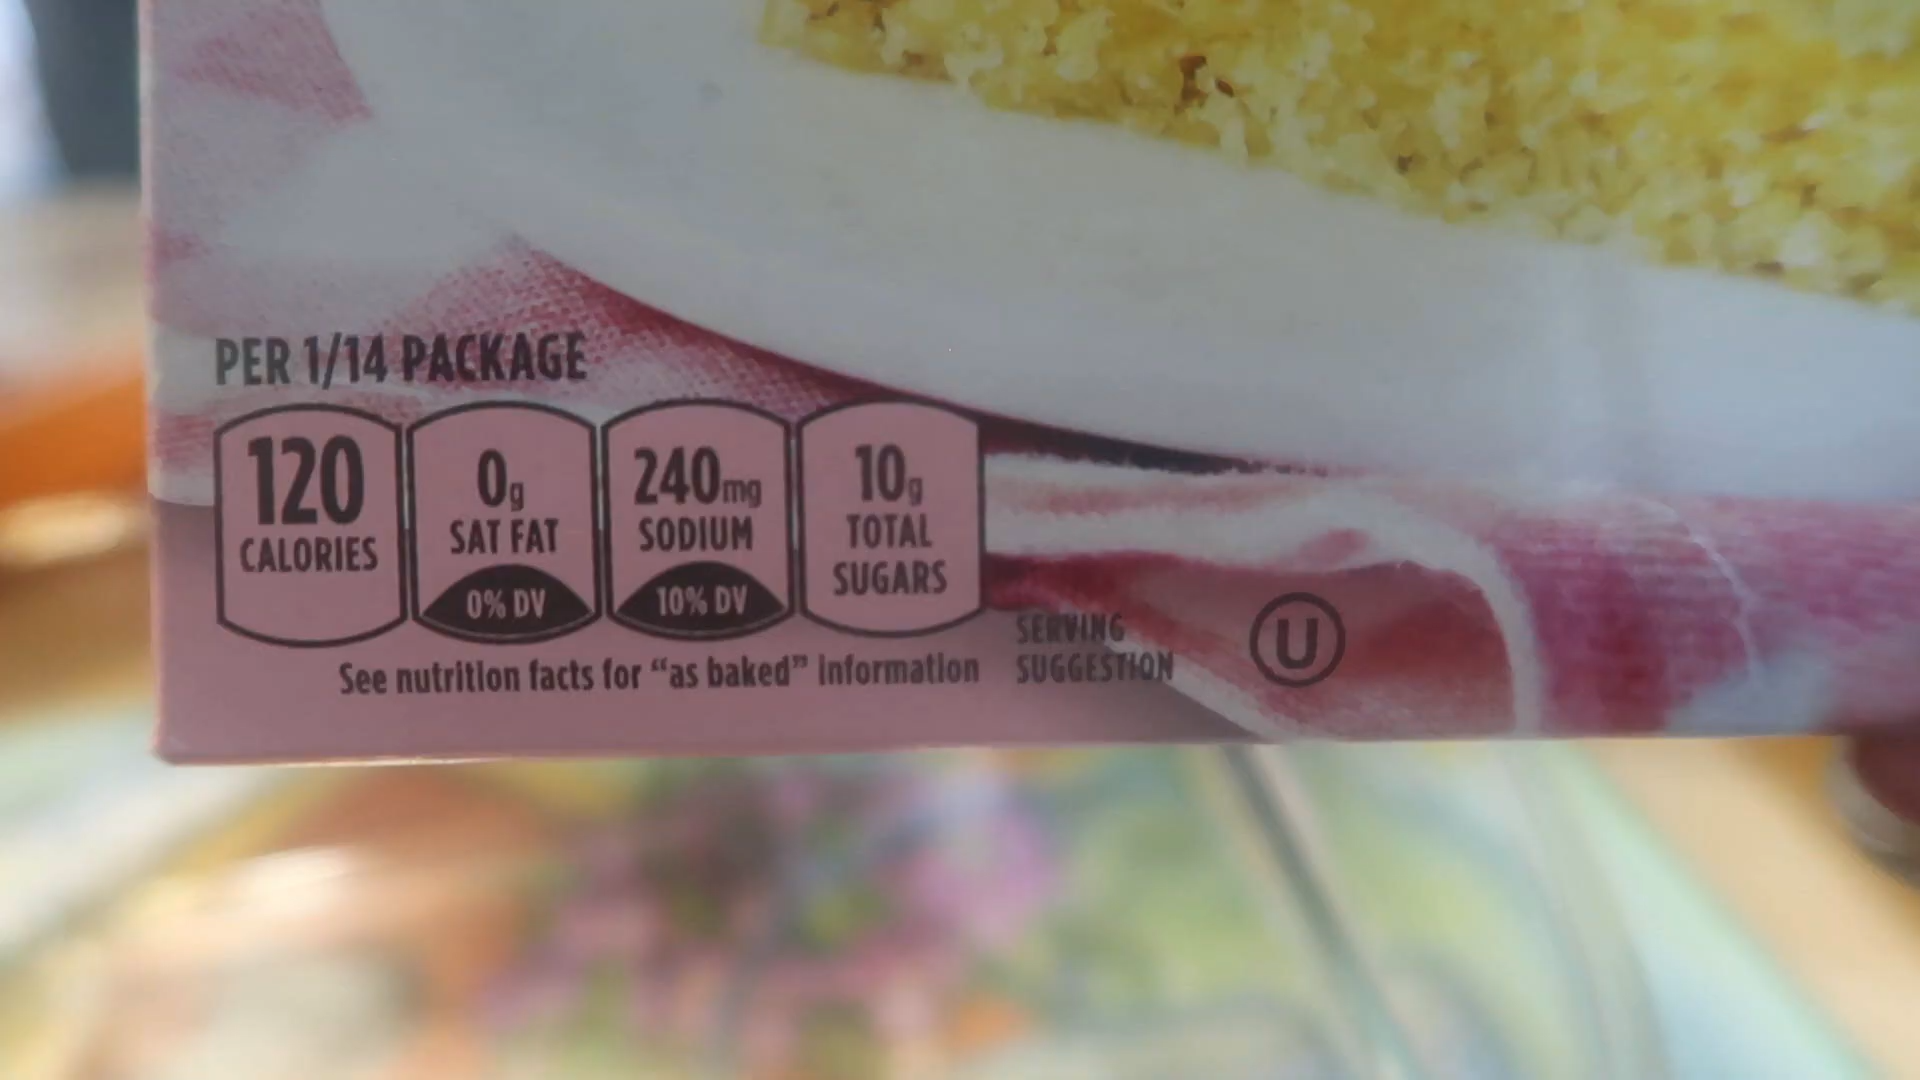 PER 1/14 PACKAGE
120
CALORIES
0g
SAT FAT
0% DV
240mg
SODIUM
10% DV
10g
TOTAL
SUGARS
See nutrition facts for “as baked” information
SERVING
SUGGESTION
U